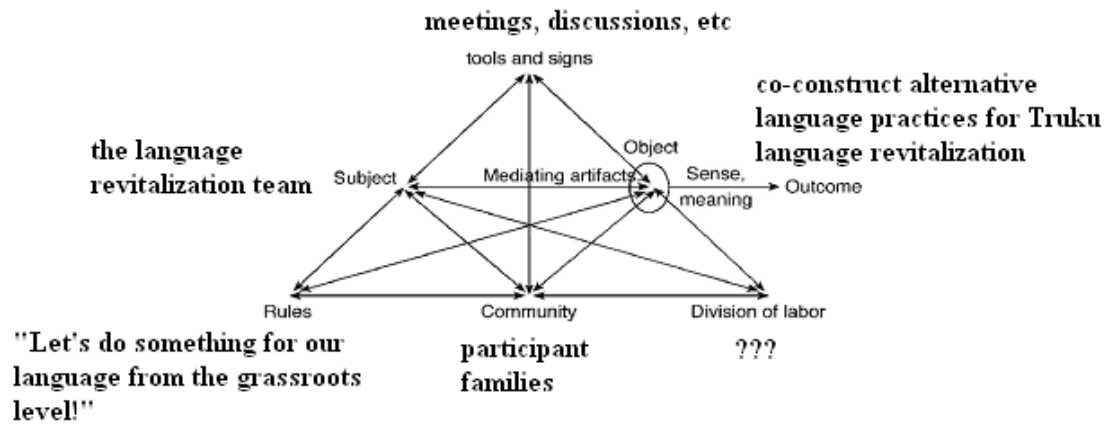 meetings, discussions, etc
tools and signs
co-construct alternative
language practices for Truku
language revitalization
the language
revitalization team
Object
Subject
Mediating artifacts
Sense,
meaning
Outcome
Rules
Community
Division of labor
"Let's do something for our
language from the grassroots
level!"
participant
families
???